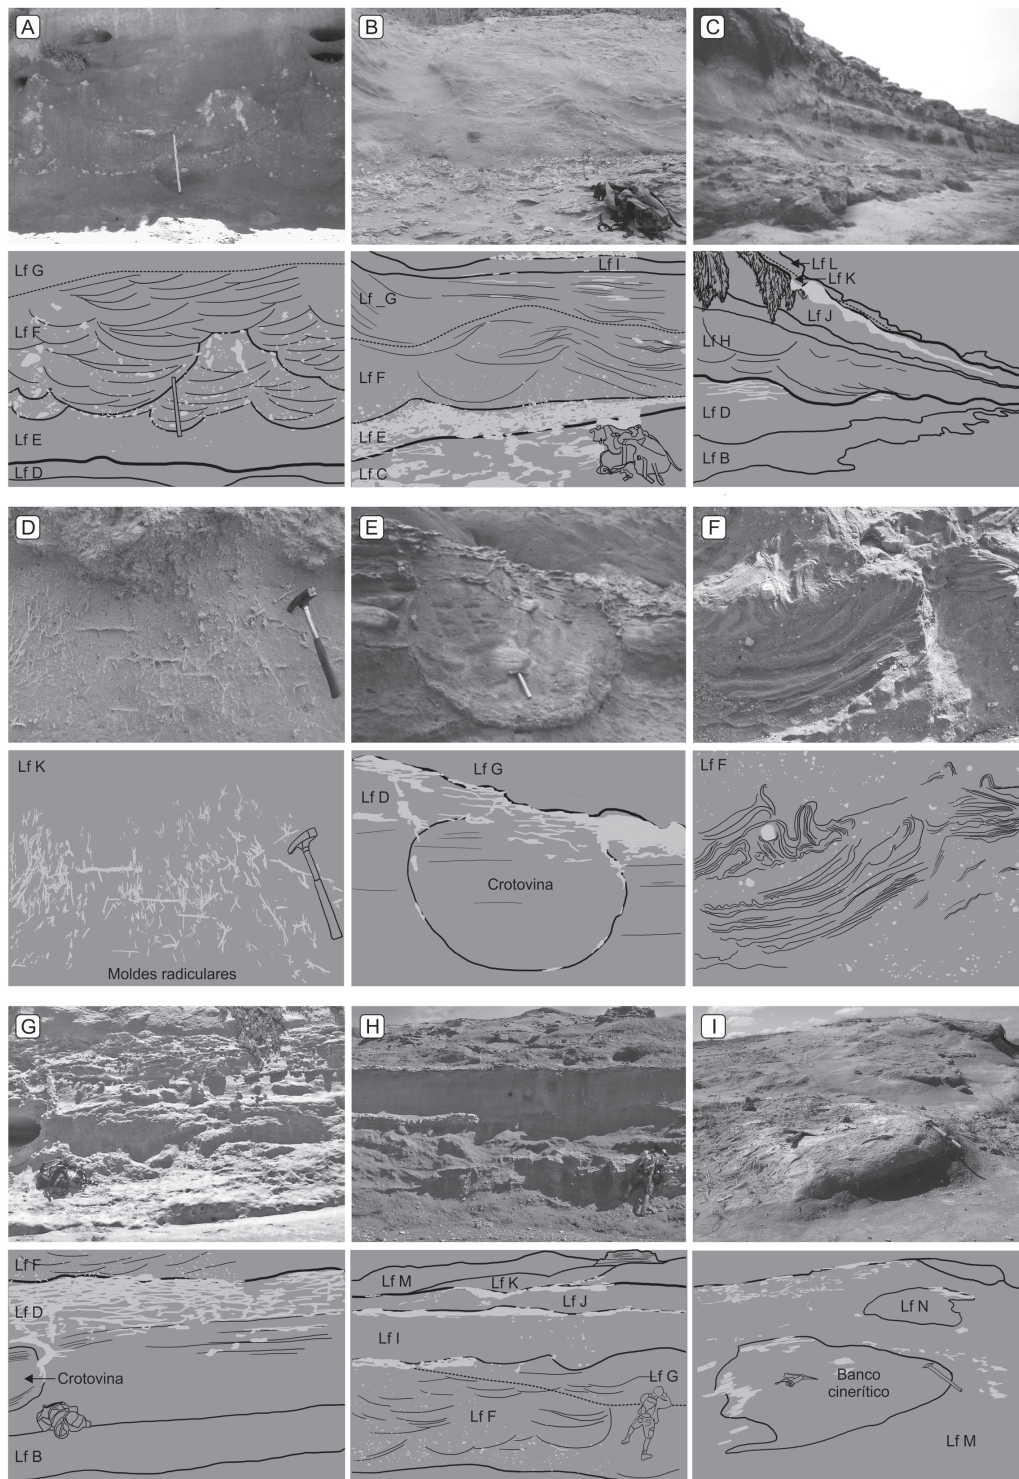 A
B
C
Lf G
Lf F
Lf E
Lf D
Lf I
Lf_G
Lf F
Lf E
Lf C
Lf L
Lf K
Lf J
Lf H
Lf D
Lf B
D
E
F
Lf K
Moldes radiculares
Lf G
Lf D
Crotovina
Lf F
G
H
I
Lf F
Lf D
Crotovina
Lf B
Lf M
Lf K
Lf J
Lf I
Lf G
Lf F
Lf N
Banco
cinerítico
Lf M